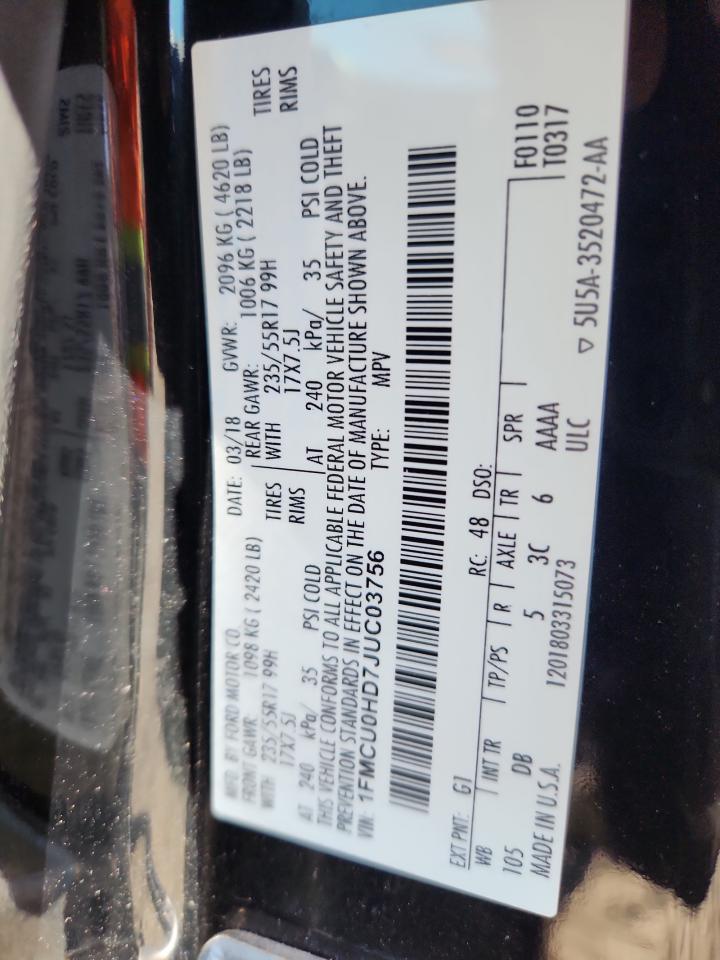 MFD. BY FORD MOTOR CO.
DATE: 03/18 GVWR: 2096 KG ( 4620 LB)
FRONT GAWR: 1098 KG ( 2420 LB) REAR GAWR: 1006 KG ( 2218 LB)
WITH 235/55R17 99H TIRES WITH 235/55R17 99H TIRES
17X7.5J RIMS 17X7.5J RIMS
AT 240 kPa/ 35 PSI COLD AT 240 kPa/ 35 PSI COLD
THIS VEHICLE CONFORMS TO ALL APPLICABLE FEDERAL MOTOR VEHICLE SAFETY AND THEFT
PREVENTION STANDARDS IN EFFECT ON THE DATE OF MANUFACTURE SHOWN ABOVE.
VIN: 1FMCU0HD7JUC03756 TYPE: MPV
EXT PNT: G1 RC: 48 DSO:
WB INT TR TP/PS R AXLE TR SPR F0110
105 DB 5 3C 6 AAAA T0317
MADE IN U.S.A. 1201803315073 ULC
▽ 5U5A-3520472-AA